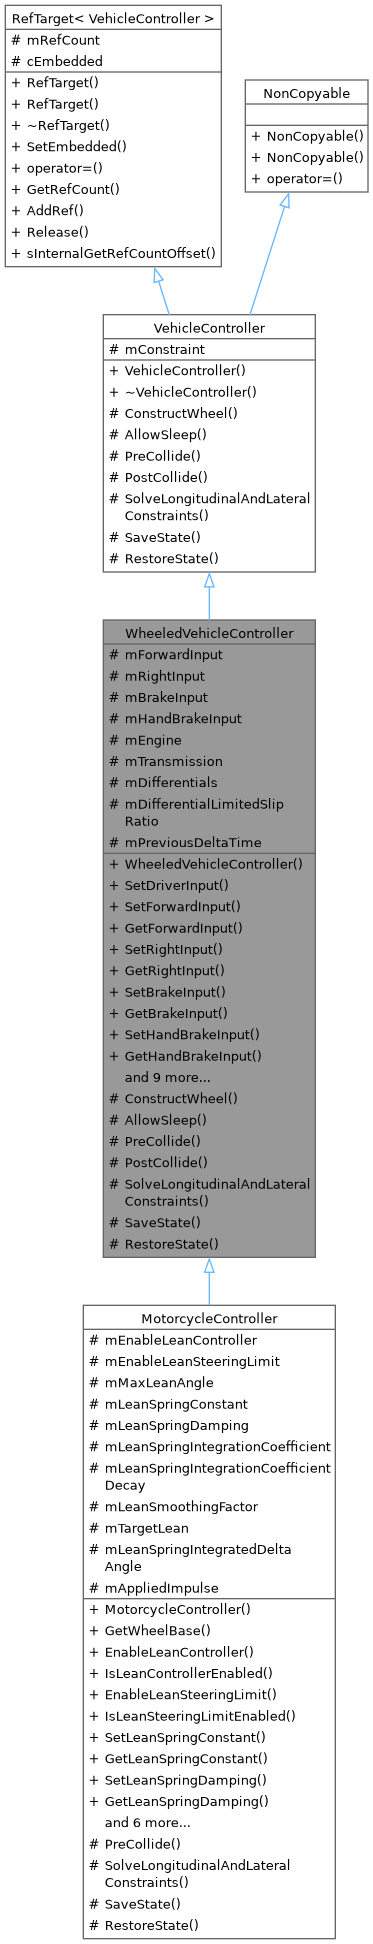 RefTarget< VehicleController >
# mRefCount
# cEmbedded
+ RefTarget()
+ RefTarget()
+ ~RefTarget()
+ SetEmbedded()
+ operator=()
+ GetRefCount()
+ AddRef()
+ Release()
+ sInternalGetRefCountOffset()
NonCopyable
+ NonCopyable()
+ NonCopyable()
+ operator=()
VehicleController
# mConstraint
+ VehicleController()
+ ~VehicleController()
# ConstructWheel()
# AllowSleep()
# PreCollide()
# PostCollide()
# SolveLongitudinalAndLateral
Constraints()
# SaveState()
# RestoreState()
WheeledVehicleController
# mForwardInput
# mRightInput
# mBrakeInput
# mHandBrakeInput
# mEngine
# mTransmission
# mDifferentials
# mDifferentialLimitedSlip
Ratio
# mPreviousDeltaTime
+ WheeledVehicleController()
+ SetDriverInput()
+ SetForwardInput()
+ GetForwardInput()
+ SetRightInput()
+ GetRightInput()
+ SetBrakeInput()
+ GetBrakeInput()
+ SetHandBrakeInput()
+ GetHandBrakeInput()
and 9 more...
# ConstructWheel()
# AllowSleep()
# PreCollide()
# PostCollide()
# SolveLongitudinalAndLateral
Constraints()
# SaveState()
# RestoreState()
MotorcycleController
# mEnableLeanController
# mEnableLeanSteeringLimit
# mMaxLeanAngle
# mLeanSpringConstant
# mLeanSpringDamping
# mLeanSpringIntegrationCoefficient
# mLeanSpringIntegrationCoefficient
Decay
# mLeanSmoothingFactor
# mTargetLean
# mLeanSpringIntegratedDelta
Angle
# mAppliedImpulse
+ MotorcycleController()
+ GetWheelBase()
+ EnableLeanController()
+ IsLeanControllerEnabled()
+ EnableLeanSteeringLimit()
+ IsLeanSteeringLimitEnabled()
+ SetLeanSpringConstant()
+ GetLeanSpringConstant()
+ SetLeanSpringDamping()
+ GetLeanSpringDamping()
and 6 more...
# PreCollide()
# SolveLongitudinalAndLateral
Constraints()
# SaveState()
# RestoreState()